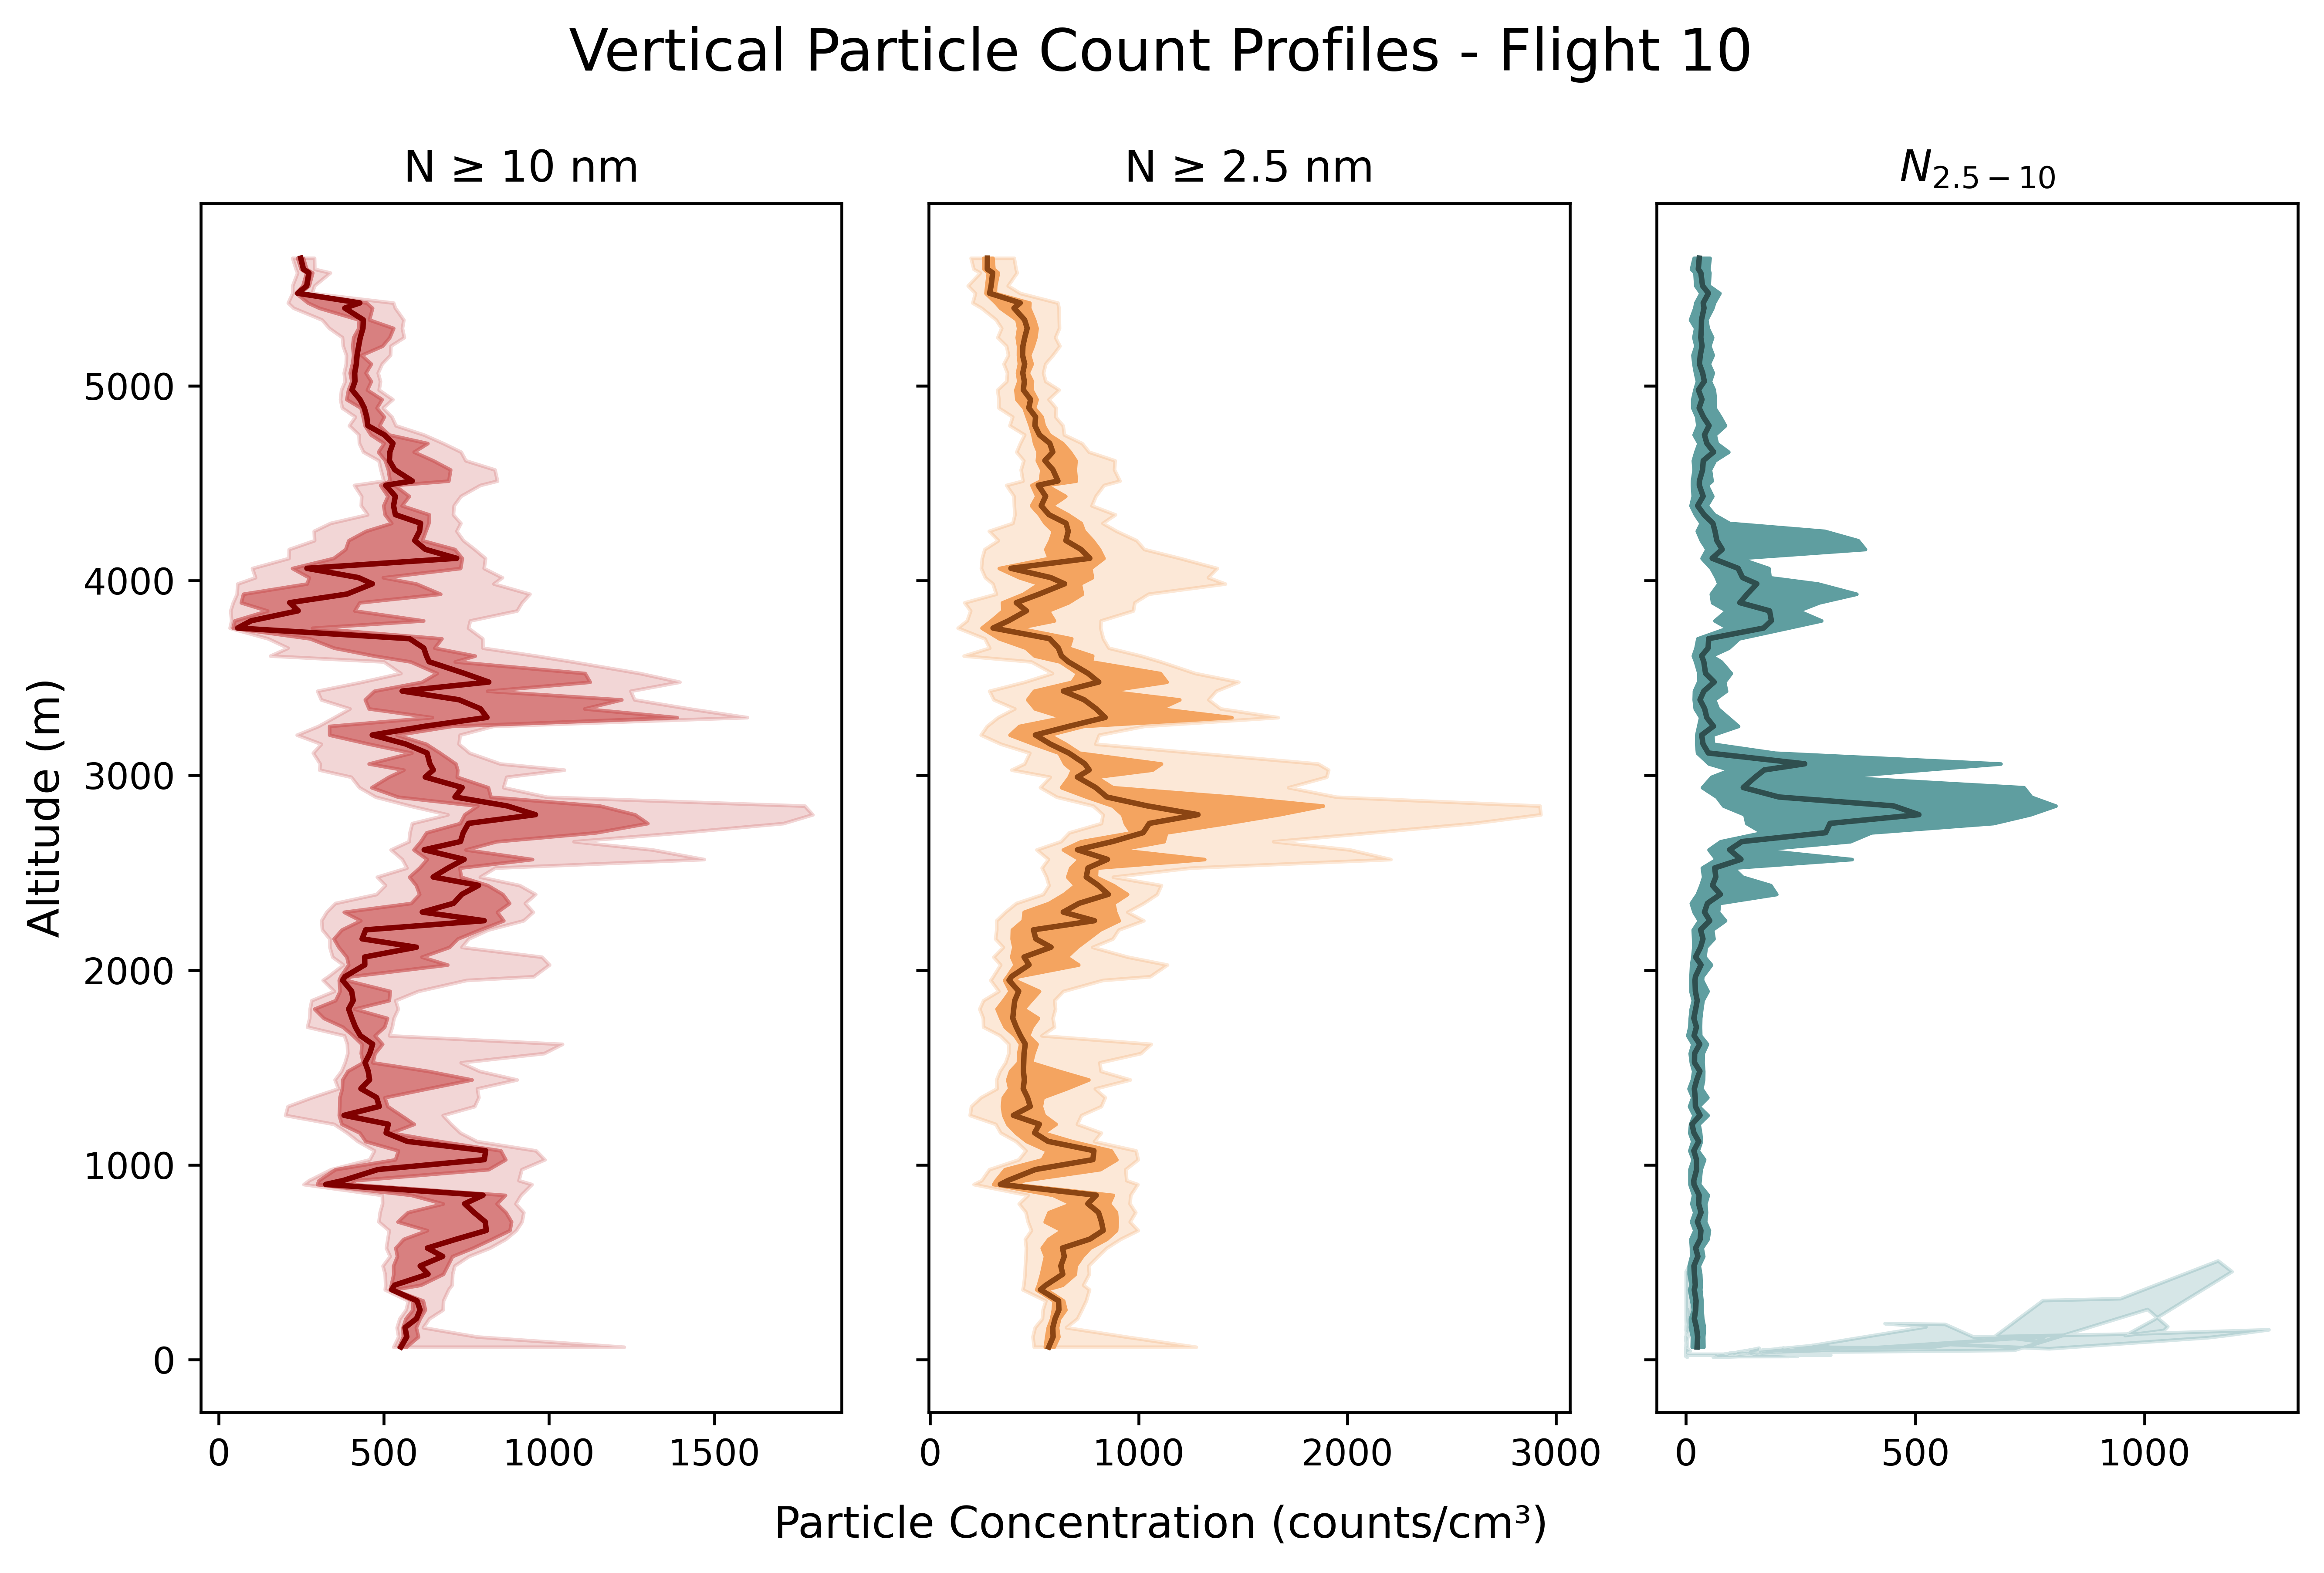 Vertical Particle Count Profiles - Flight 10
N ≥ 10 nm
N ≥ 2.5 nm
N2.5 − 10
Altitude (m)
5000
4000
3000
2000
1000
0
0 500 1000 1500
0 1000 2000 3000
0 500 1000
Particle Concentration (counts/cm³)